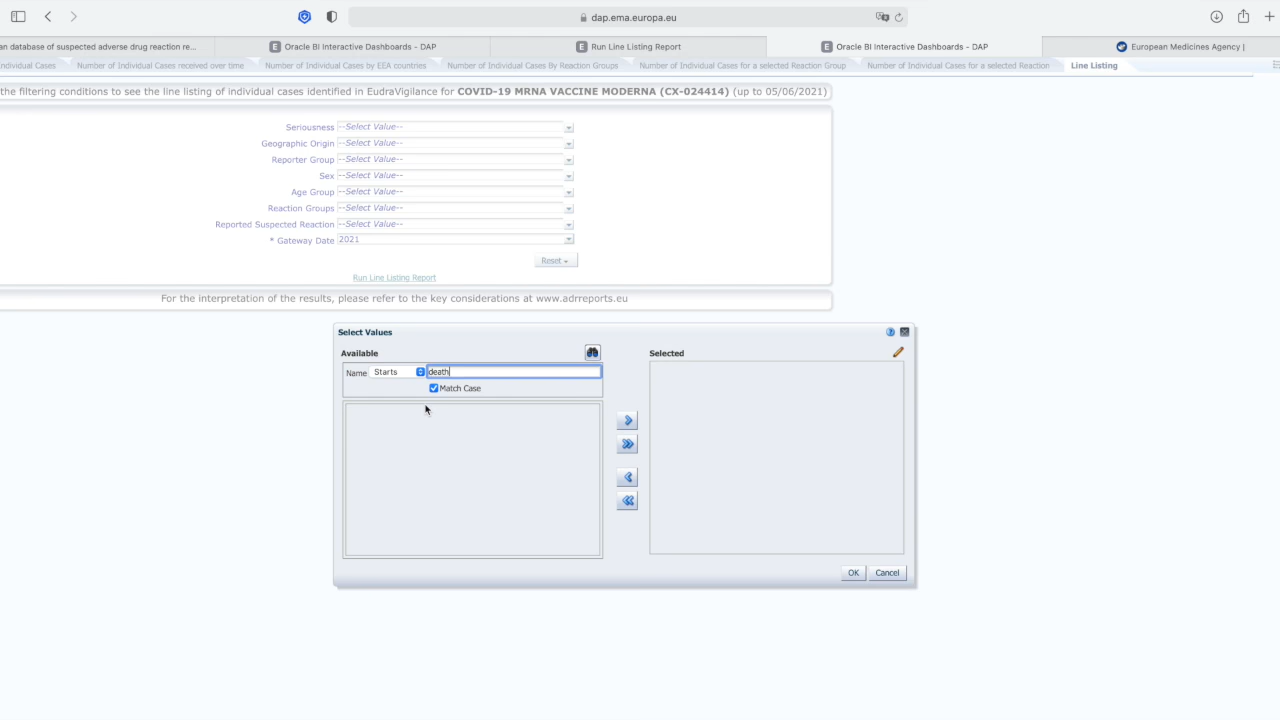 dap.ema.europa.eu
an database of suspected adverse drug reaction re...
Oracle BI Interactive Dashboards - DAP
Run Line Listing Report
Oracle BI Interactive Dashboards - DAP
European Medicines Agency |
ndividual Cases
Number of Individual Cases received over time
Number of Individual Cases by EEA countries
Number of Individual Cases By Reaction Groups
Number of Individual Cases for a selected Reaction Group
Number of Individual Cases for a selected Reaction
Line Listing
the filtering conditions to see the line listing of individual cases identified in EudraVigilance for COVID-19 MRNA VACCINE MODERNA (CX-024414) (up to 05/06/2021)
Seriousness --Select Value--
Geographic Origin --Select Value--
Reporter Group --Select Value--
Sex --Select Value--
Age Group --Select Value--
Reaction Groups --Select Value--
Reported Suspected Reaction --Select Value--
* Gateway Date 2021
Reset
Run Line Listing Report
For the interpretation of the results, please refer to the key considerations at www.adrreports.eu
Select Values
Available
Selected
Name Starts death
Match Case
OK Cancel